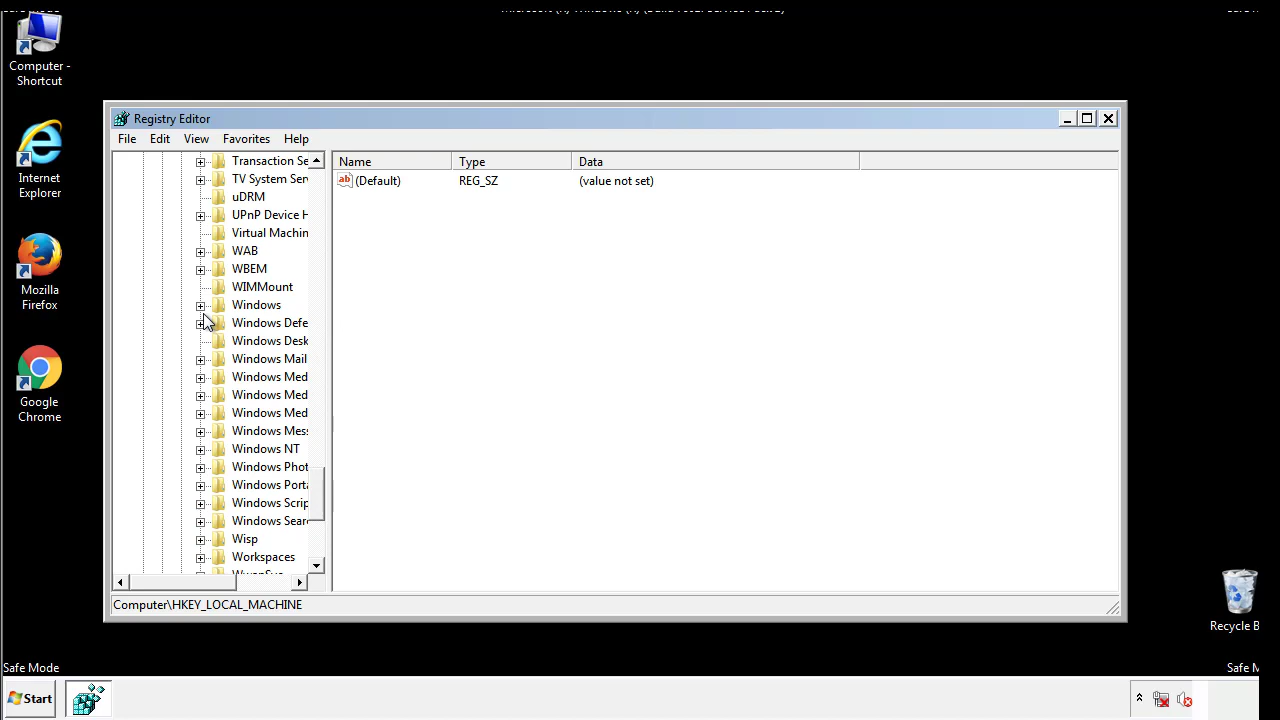 Computer -
Shortcut
Internet
Explorer
Mozilla
Firefox
Google
Chrome
Registry Editor
File Edit View Favorites Help
Transaction Se
TV System Ser
uDRM
UPnP Device H
Virtual Machin
WAB
WBEM
WIMMount
Windows
Windows Defe
Windows Desk
Windows Mail
Windows Med
Windows Med
Windows Med
Windows Mess
Windows NT
Windows Phot
Windows Porta
Windows Scrip
Windows Sear
Wisp
Workspaces
Name Type Data
(Default) REG_SZ (value not set)
Computer\HKEY_LOCAL_MACHINE
Recycle B
Safe Mode
Safe M
Start